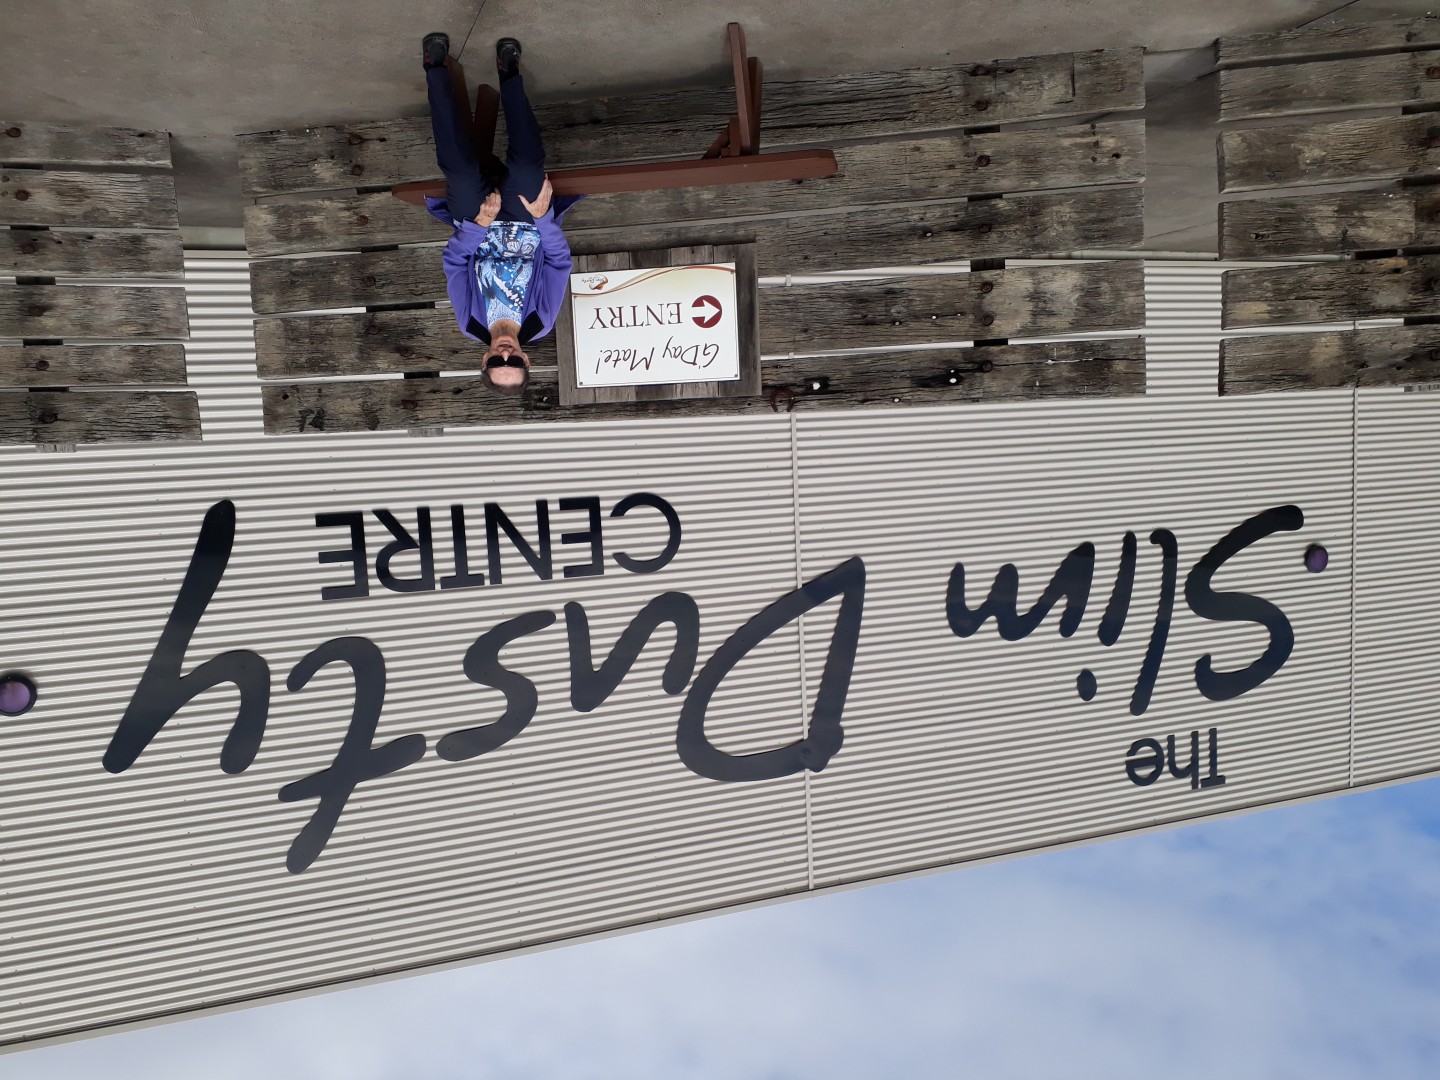 The
Slim
Dusty
CENTRE
G'Day Mate!
ENTRY